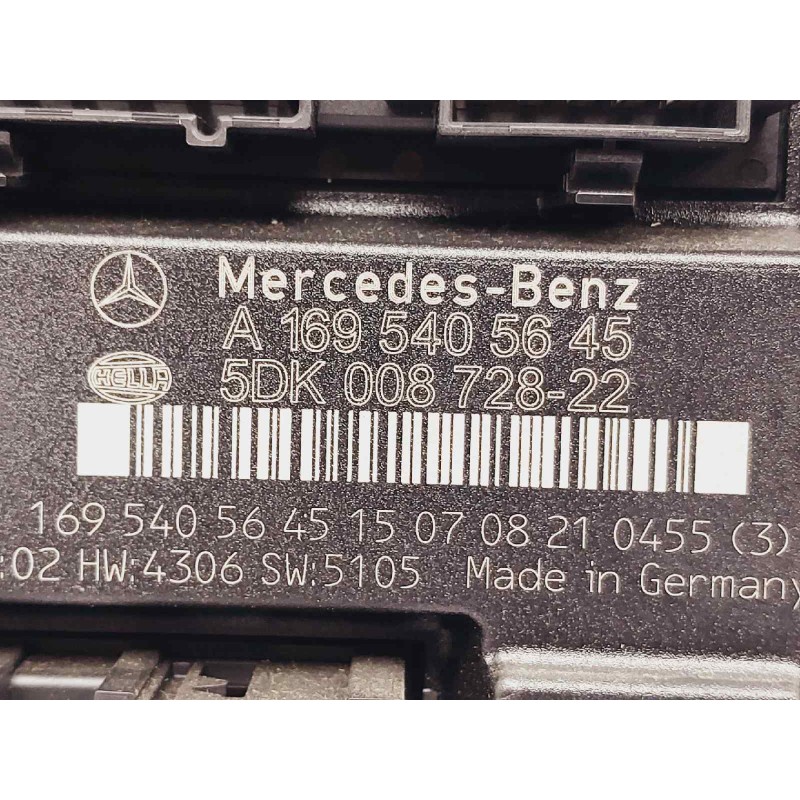 Mercedes-Benz
A 169 540 56 45
HELLA
5DK 008 728-22
169 540 56 45 15 07 08 21 0455 (3)
:02 HW:4306 SW:5105 Made in Germany